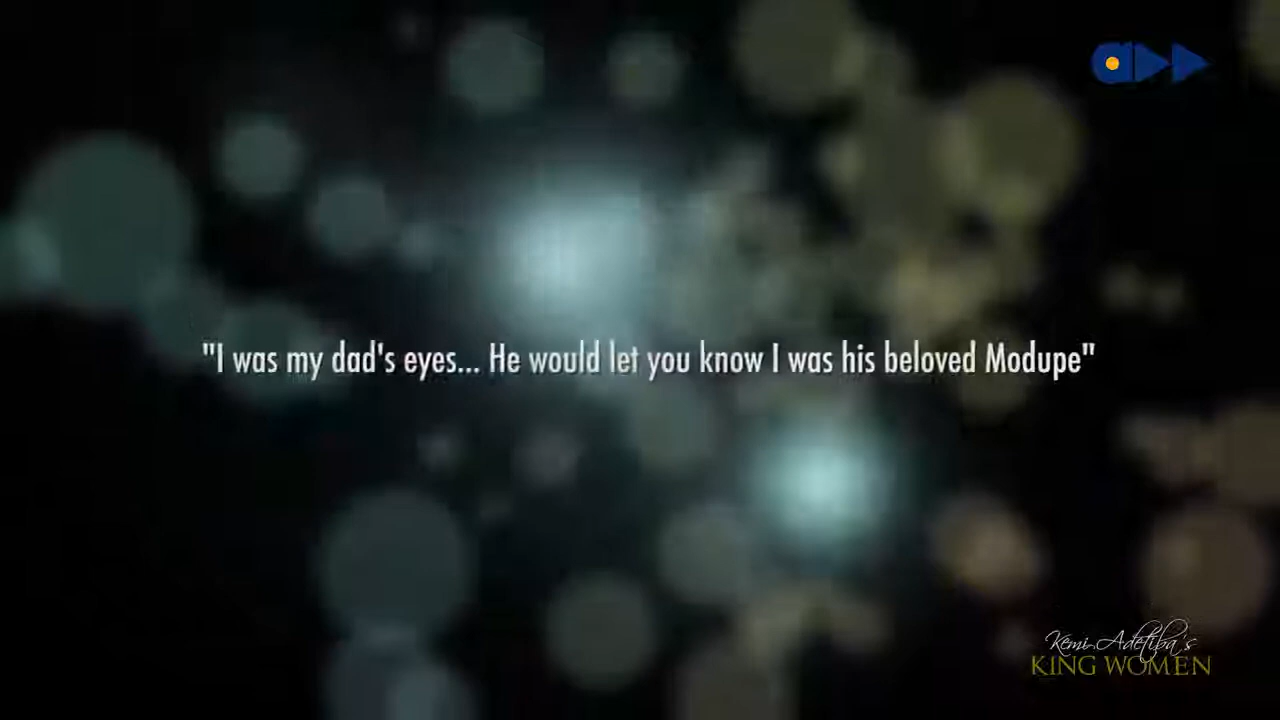 "I was my dad's eyes... He would let you know I was his beloved Modupe"
Kemi Adetiba's
KING WOMEN